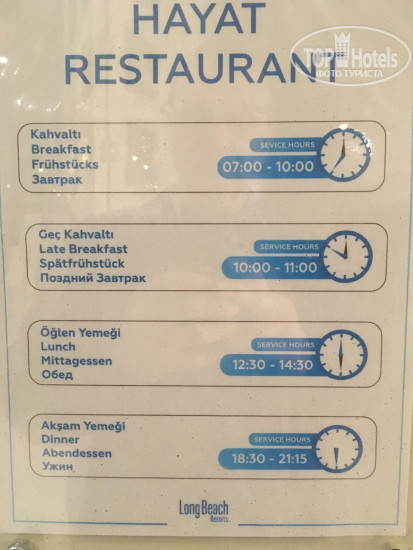 HAYAT
RESTAURANT
TOP Hotels
ФОТО ТУРИСТА
Kahvaltı
Breakfast
Frühstücks
Завтрак
SEVICE HOURS
07:00 - 10:00
Geç Kahvaltı
Late Breakfast
Spätfrühstück
Поздний Завтрак
SERVICE HOURS
10:00 - 11:00
Öğlen Yemeği
Lunch
Mittagessen
Обед
SERVICE HOURS
12:30 - 14:30
Akşam Yemeği
Dinner
Abendessen
Ужин
SERVICE HOURS
18:30 - 21:15
Long Beach
Resorts